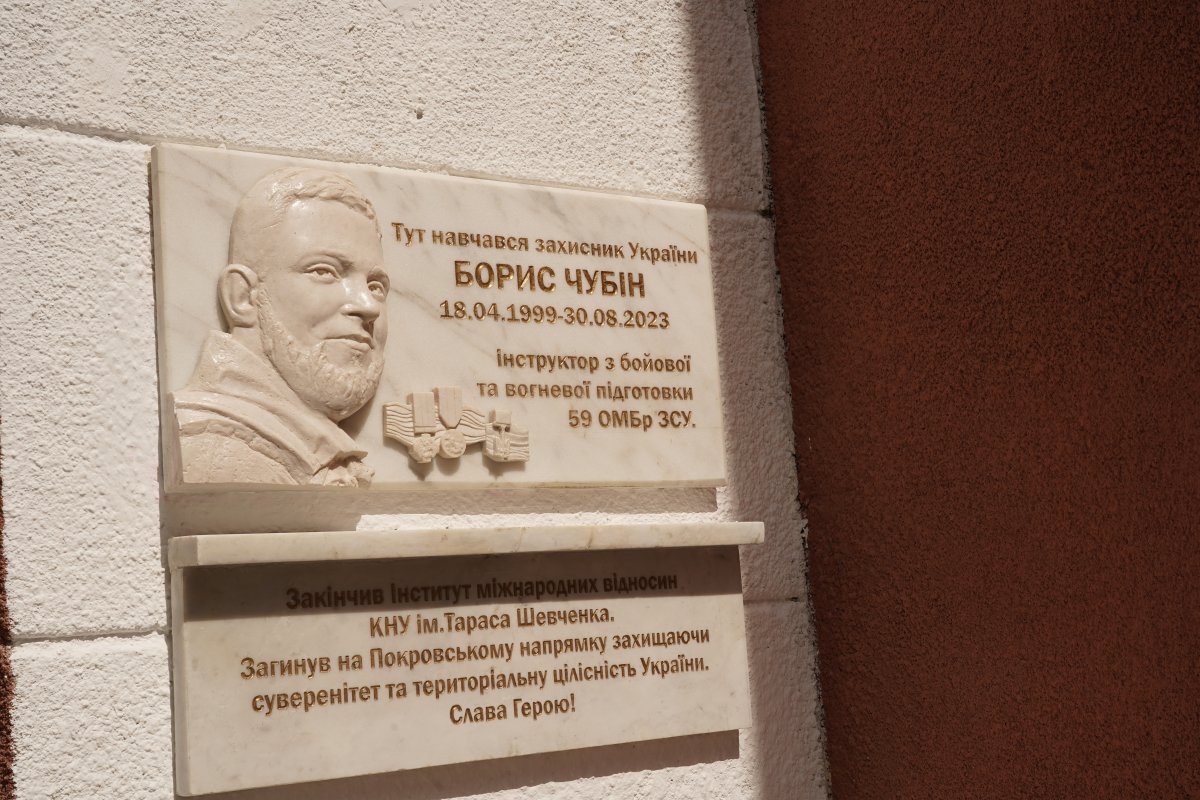 Тут навчався захисник України
БОРИС ЧУБІН
18.04.1999-30.08.2023
інструктор з бойової
та вогневої підготовки
59 ОМБр ЗСУ.
Закінчив Інститут міжнародних відносин
КНУ ім.Тараса Шевченка.
Загинув на Покровському напрямку захищаючи
суверенітет та територіальну цілісність України.
Слава Герою!